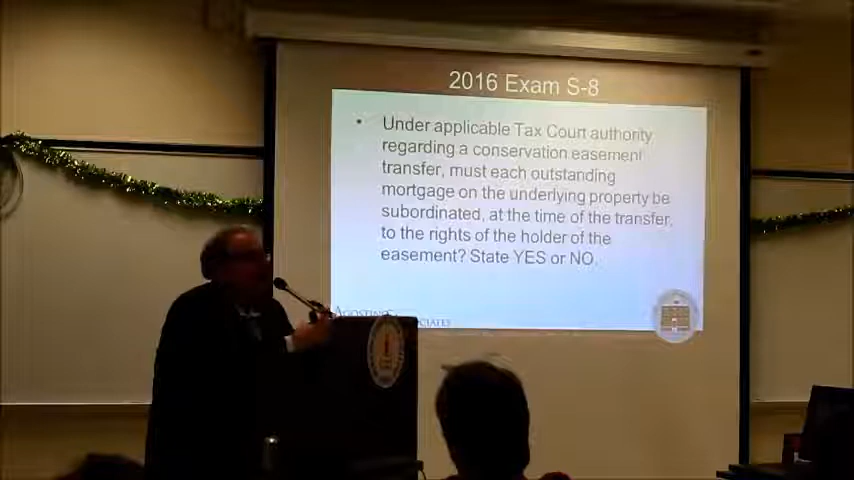 2016 Exam S-8
• Under applicable Tax Court authority
regarding a conservation easement
transfer, must each outstanding
mortgage on the underlying property be
subordinated, at the time of the transfer,
to the rights of the holder of the
easement? State YES or NO.